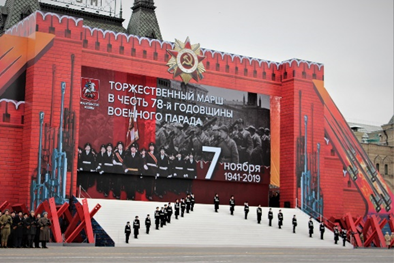 ТОРЖЕСТВЕННЫЙ МАРШ
В ЧЕСТЬ 78-Й ГОДОВЩИНЫ
ВОЕННОГО ПАРАДА
7 ноября
1941-2019